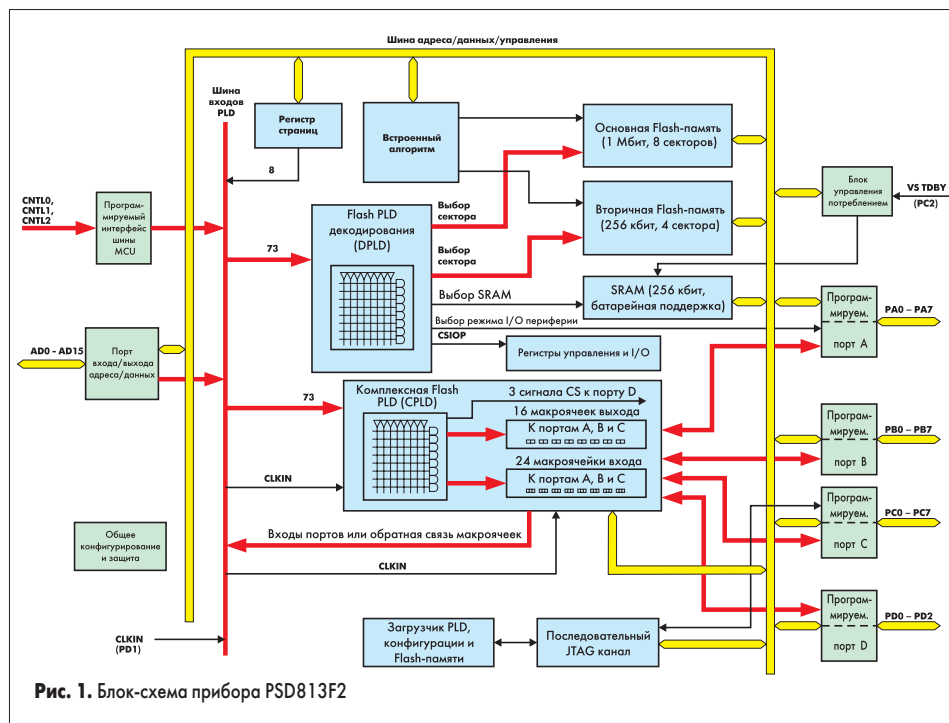 Шина адреса/данных/управления
Шина
входов
PLD
Регистр
страниц
Встроенный
алгоритм
Основная Flash-память
(1 Мбит, 8 секторов)
8
Блок
управления
потреблением
VS TDBY
(PC2)
CNTL0,
CNTL1,
CNTL2
Програм-
мируемый
интерфейс
шины
MCU
Flash PLD
декодирования
(DPLD)
Выбор
сектора
Вторичная Flash-память
(256 кбит, 4 сектора)
73
Выбор
сектора
Выбор SRAM
SRAM (256 кбит,
батарейная поддержка)
Програм-
мируем.
порт A
PA0 – PA7
Выбор режима I/O периферии
CSIOP
Регистры управления и I/O
AD0 - AD15
Порт
входа/выхода
адреса/данных
73
Комплексная Flash
PLD (CPLD)
3 сигнала CS к порту D
16 макроячеек выхода
К портам A, B и C
24 макроячейки входа
К портам A, B и C
Програм-
мируем.
порт B
PB0 – PB7
CLKIN
Програм-
мируем.
порт C
PC0 – PC7
Общее
конфигурирование
и защита
Входы портов или обратная связь макроячеек
CLKIN
CLKIN
(PD1)
Загрузчик PLD,
конфигурации и
Flash-памяти
Последовательный
JTAG канал
Програм-
мируем.
порт D
PD0 – PD2
Рис. 1. Блок-схема прибора PSD813F2